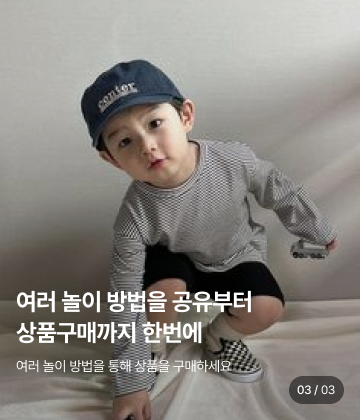 center
여러 놀이 방법을 공유부터
상품구매까지 한번에
여러 놀이 방법을 통해 상품을 구매하세요
03 / 03